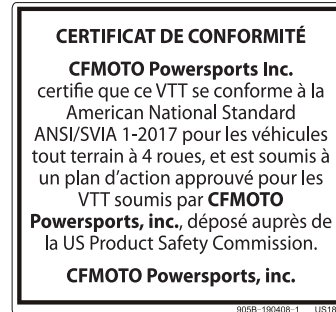 CERTIFICAT DE CONFORMITÉ
CFMOTO Powersports Inc.
certifie que ce VTT se conforme à la
American National Standard
ANSI/SVIA 1-2017 pour les véhicules
tout terrain à 4 roues, et est soumis à
un plan d'action approuvé pour les
VTT soumis par CFMOTO
Powersports, inc., déposé auprès de
la US Product Safety Commission.
CFMOTO Powersports, inc.
905B-190408-1 US18